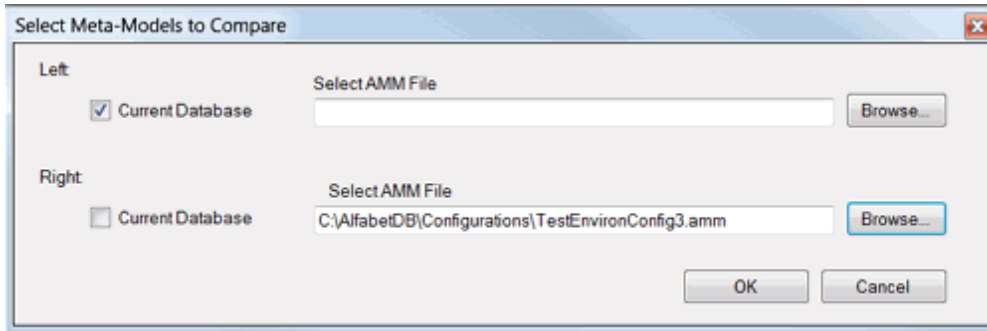 Select Meta-Models to Compare
Left
Select AMM File
Current Database
Browse...
Right
Select AMM File
Current Database
C:\AlfabetDB\Configurations\TestEnvironConfig3.amm
Browse...
OK
Cancel